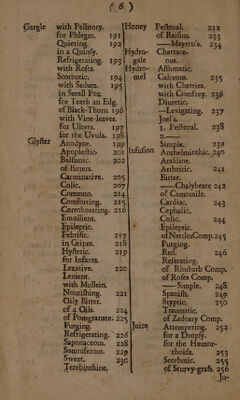 ( 6 )
Gargle with Pellitory.
for Phlegm. 191
Quieting. 192
in a Quinsy.
Refrigerating. 193
with Roses.
Scorbutic. 194
with Sedum. 195
in Small Pox.
for Teeth an Edg.
of Black-Thorn. 196
with Vine-leaves.
for Ulcers. 197
for the Uvula. 198
Glyster Anodyne. 199
Apoplectic. 201
Balsamic. 202
of Bitters.
Carminative. 205
Colic. 207
Common. 214
Comforting. 215
Corroborating. 216
Emollient.
Epileptic.
Febrific. 217
in Gripes. 218
Hysteric. 219
for Infants.
Laxative. 220
Lenient.
with Mullein.
Nourishing. 221
Oily Bitter.
of 4 Oils. 224
of Pomgranate. 225
Purging.
Refrigerating. 226
Saponaceous. 228
Somniferous. 229
Sweet. 230
Terebinthine.
Honey Pectoral. 232
of Raisins. 233
—Mayern's. 234
Hydro- Chartace-
gale ous.
Hydro- Asthmatic.
mel Calcerous. 235
with Cherries.
with Comfrey. 236
Diuretic.
—Levigating. 237
Joel's.
1. Pectoral. 238
2.—
Simple. 239
Infusion Anthelminthic. 240
Araldine.
Arthritic. 241
Bitter.
—Chalybeate 242
of Camomile.
Cardiac. 243
Cephalic.
Colic. 244
Epileptic.
of Nettles Comp. 245
Purging.
Red. 246
Reserating.
of Rhubarb Comp.
of Roses Comp.
—Simple. 248
Spanish. 249
Styptic. 250
Traumatic.
of Zedoary Comp.
Juice Attempering. 252
for a Dropsy.
for the Hæmor-
rhoids. 253
Scorbutic.
of Scurvy-grass. 256
Ju-